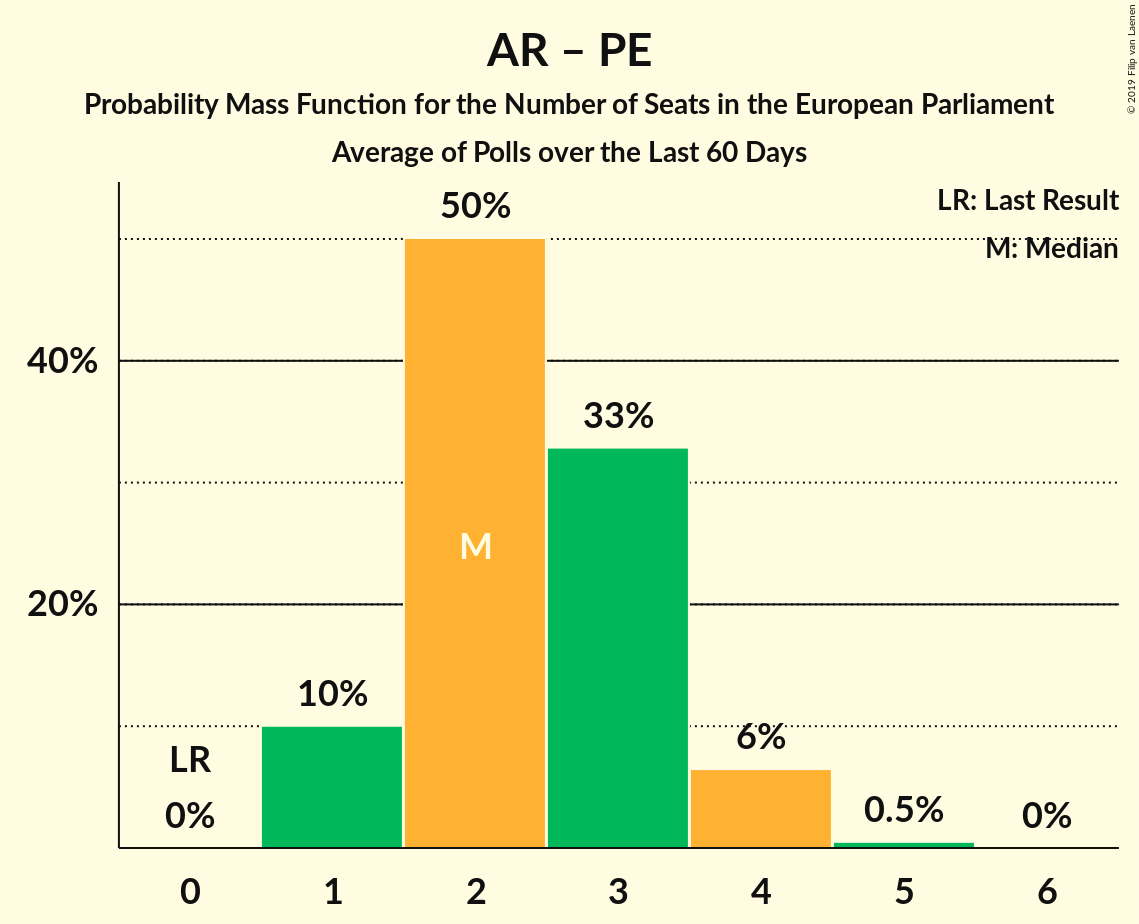 AR – PE
Probability Mass Function for the Number of Seats in the European Parliament
Average of Polls over the Last 60 Days
© 2019 Filip van Laenen
LR: Last Result
M: Median
50%
40%
33%
M
20%
10%
6%
LR
0%
0.5%
0%
0 1 2 3 4 5 6